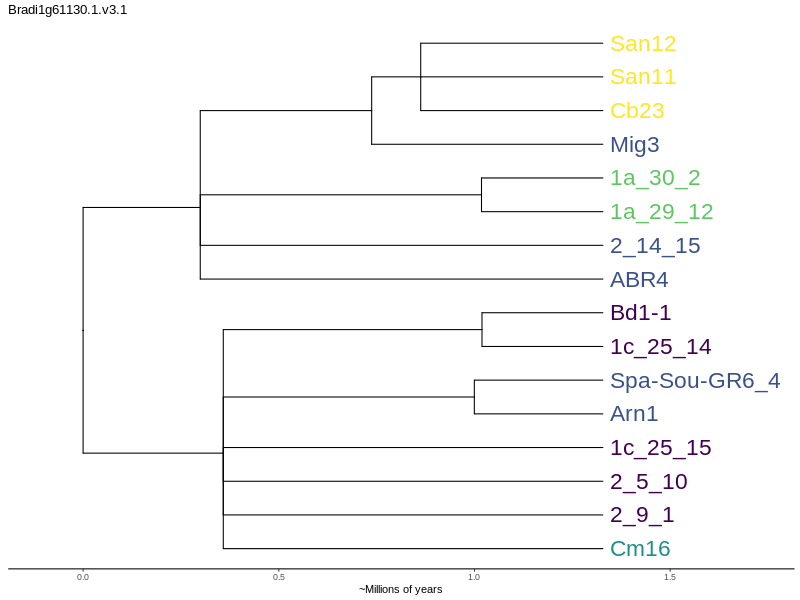 Bradi1g61130.1.v3.1
San12
San11
Cb23
Mig3
1a_30_2
1a_29_12
2_14_15
ABR4
Bd1-1
1c_25_14
Spa-Sou-GR6_4
Arn1
1c_25_15
2_5_10
2_9_1
Cm16
0.0 0.5 1.0 1.5
~Millions of years